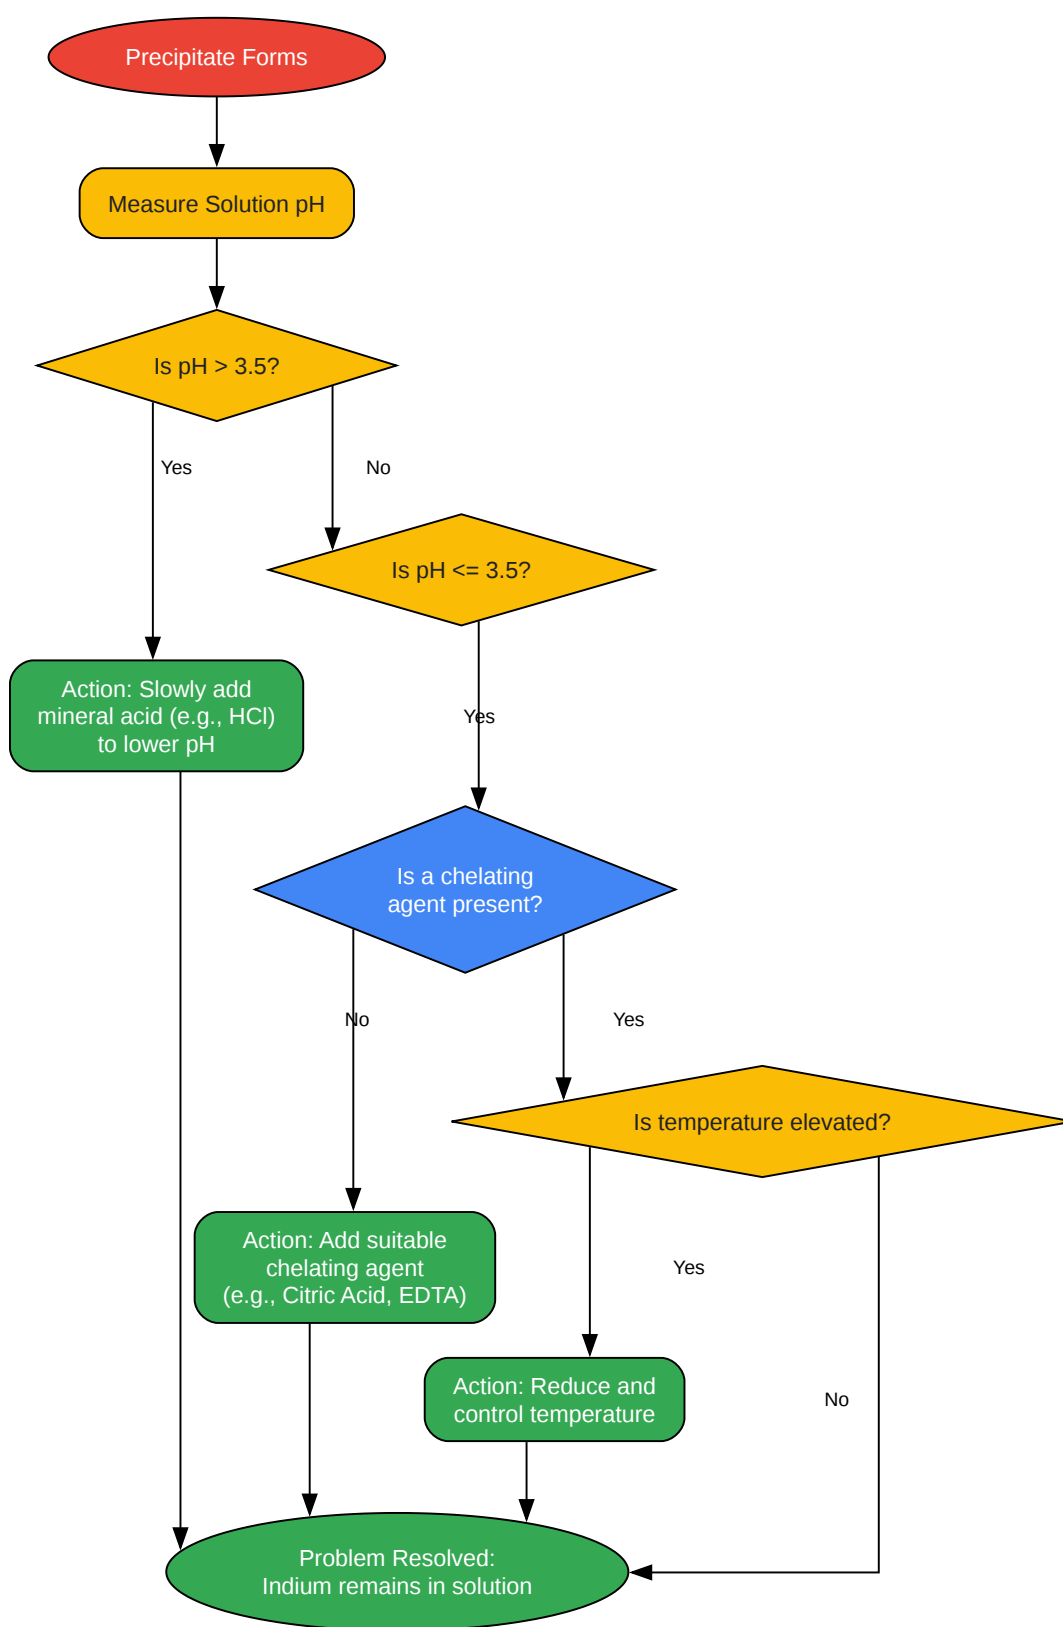 Precipitate Forms
Measure Solution pH
Is pH > 3.5?
Yes
No
Is pH <= 3.5?
Action: Slowly add
mineral acid (e.g., HCl)
to lower pH
Yes
Is a chelating
agent present?
No
Yes
Is temperature elevated?
Action: Add suitable
chelating agent
(e.g., Citric Acid, EDTA)
Yes
Action: Reduce and
control temperature
No
Problem Resolved:
Indium remains in solution